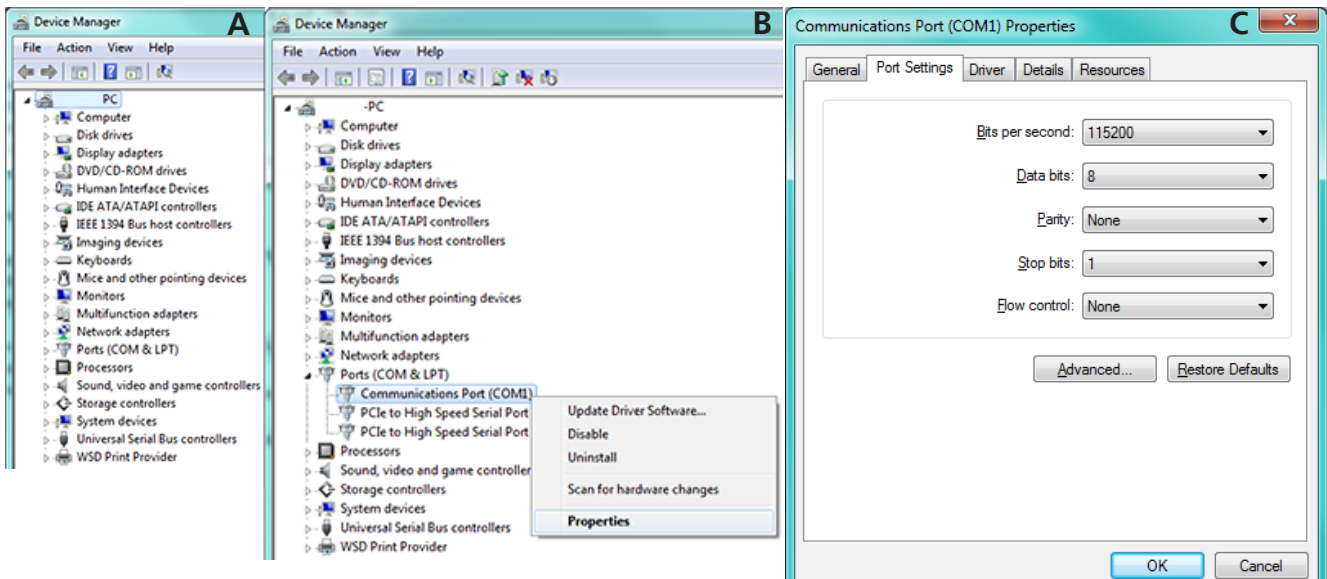 Device Manager
A
File Action View Help
PC
Computer
Disk drives
Display adapters
DVD/CD-ROM drives
Human Interface Devices
IDE ATA/ATAPI controllers
IEEE 1394 Bus host controllers
Imaging devices
Keyboards
Mice and other pointing devices
Monitors
Multifunction adapters
Network adapters
Ports (COM & LPT)
Processors
Sound, video and game controllers
Storage controllers
System devices
Universal Serial Bus controllers
WSD Print Provider
Device Manager
B
File Action View Help
-PC
Computer
Disk drives
Display adapters
DVD/CD-ROM drives
Human Interface Devices
IDE ATA/ATAPI controllers
IEEE 1394 Bus host controllers
Imaging devices
Keyboards
Mice and other pointing devices
Monitors
Multifunction adapters
Network adapters
Ports (COM & LPT)
Communications Port (COM1)
PCIe to High Speed Serial Port
PCIe to High Speed Serial Port
Processors
Sound, video and game controller
Storage controllers
System devices
Universal Serial Bus controllers
WSD Print Provider
Update Driver Software...
Disable
Uninstall
Scan for hardware changes
Properties
Communications Port (COM1) Properties
C
General Port Settings Driver Details Resources
Bits per second: 115200
Data bits: 8
Parity: None
Stop bits: 1
Flow control: None
Advanced... Restore Defaults
OK Cancel